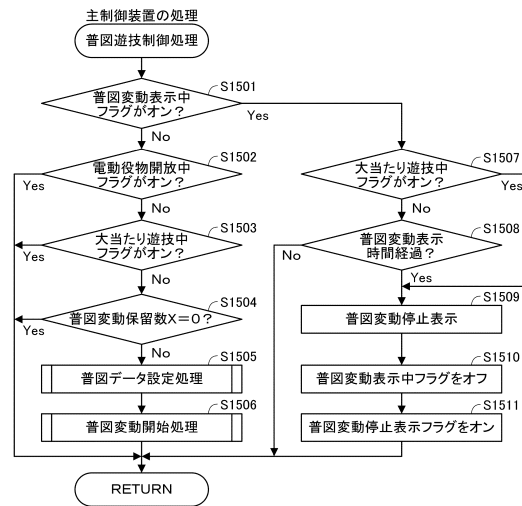 主制御装置の処理
普図遊技制御処理
S1501
普図変動表示中
フラグがオン？
Yes
No
S1502
電動役物開放中
フラグがオン？
Yes
No
S1503
大当たり遊技中
フラグがオン？
Yes
No
S1504
普図変動保留数X＝0？
Yes
No
S1505
普図データ設定処理
S1506
普図変動開始処理
S1507
大当たり遊技中
フラグがオン？
Yes
No
S1508
普図変動表示
時間経過？
No
Yes
S1509
普図変動停止表示
S1510
普図変動表示中フラグをオフ
S1511
普図変動停止表示フラグをオン
RETURN